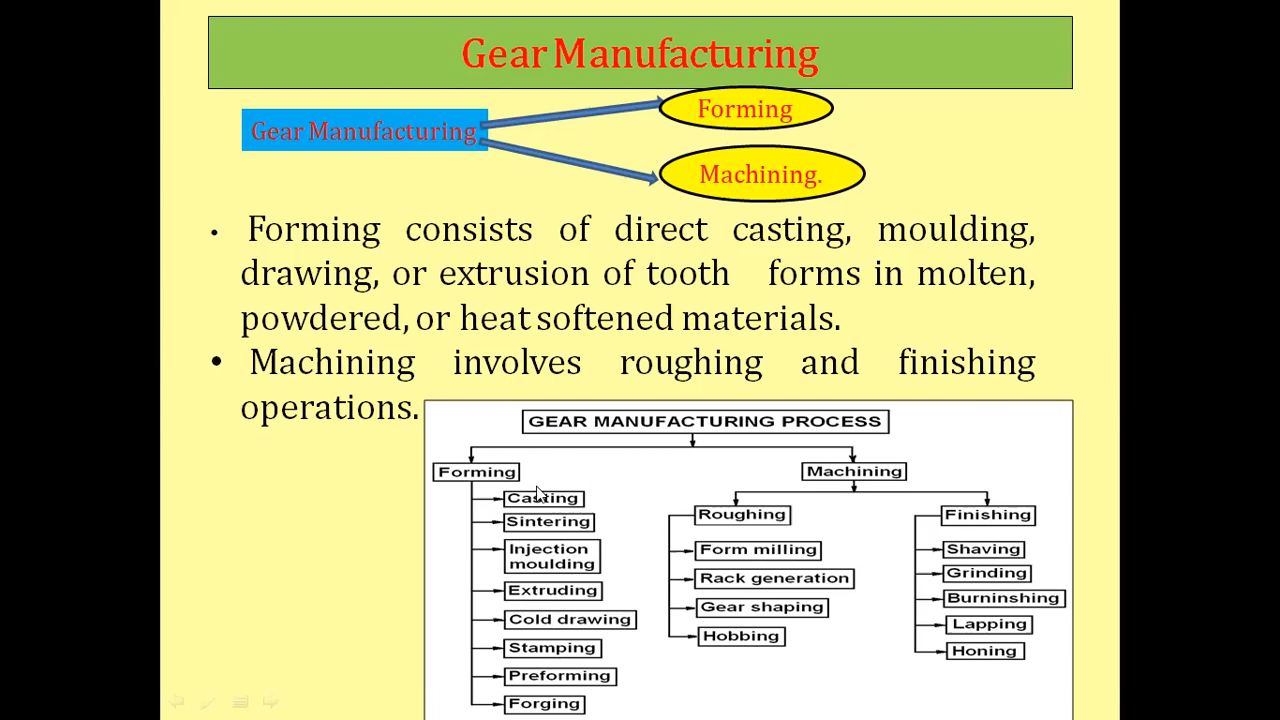 Gear Manufacturing
Gear Manufacturing
Forming
Machining.
• Forming consists of direct casting, moulding,
drawing, or extrusion of tooth forms in molten,
powdered, or heat softened materials.
• Machining involves roughing and finishing
operations.
GEAR MANUFACTURING PROCESS
Forming
Casting
Sintering
Injection
moulding
Extruding
Cold drawing
Stamping
Preforming
Forging
Machining
Roughing
Form milling
Rack generation
Gear shaping
Hobbing
Finishing
Shaving
Grinding
Burninshing
Lapping
Honing